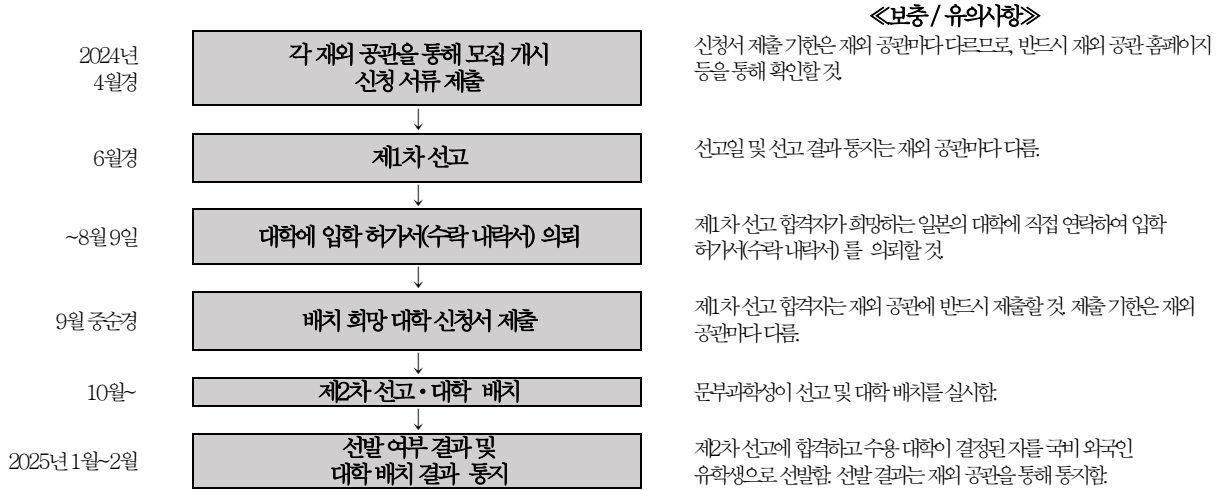 ≪보충 / 유의사항≫
2024년
4월경
각 재외 공관을 통해 모집 개시
신청 서류 제출
신청서 제출 기한은 재외 공관마다 다르므로, 반드시 재외 공관 홈페이지
등을 통해 확인할 것.
↓
6월경
제1차 선고
선고일 및 선고 결과 통지는 재외 공관마다 다름.
↓
~8월 9일
대학에 입학 허가서(수락 내락서) 의뢰
제1차 선고 합격자가 희망하는 일본의 대학에 직접 연락하여 입학
허가서(수락 내락서) 를 의뢰할 것.
↓
9월 중순경
배치 희망 대학 신청서 제출
제1차 선고 합격자는 재외 공관에 반드시 제출할 것. 제출 기한은 재외
공관마다 다름.
↓
10월~
제2차 선고・대학 배치
문부과학성이 선고 및 대학 배치를 실시함.
↓
2025년 1월~2월
선발 여부 결과 및
대학 배치 결과 통지
제2차 선고에 합격하고 수용 대학이 결정된 자를 국비 외국인
유학생으로 선발함. 선발 결과는 재외 공관을 통해 통지함.